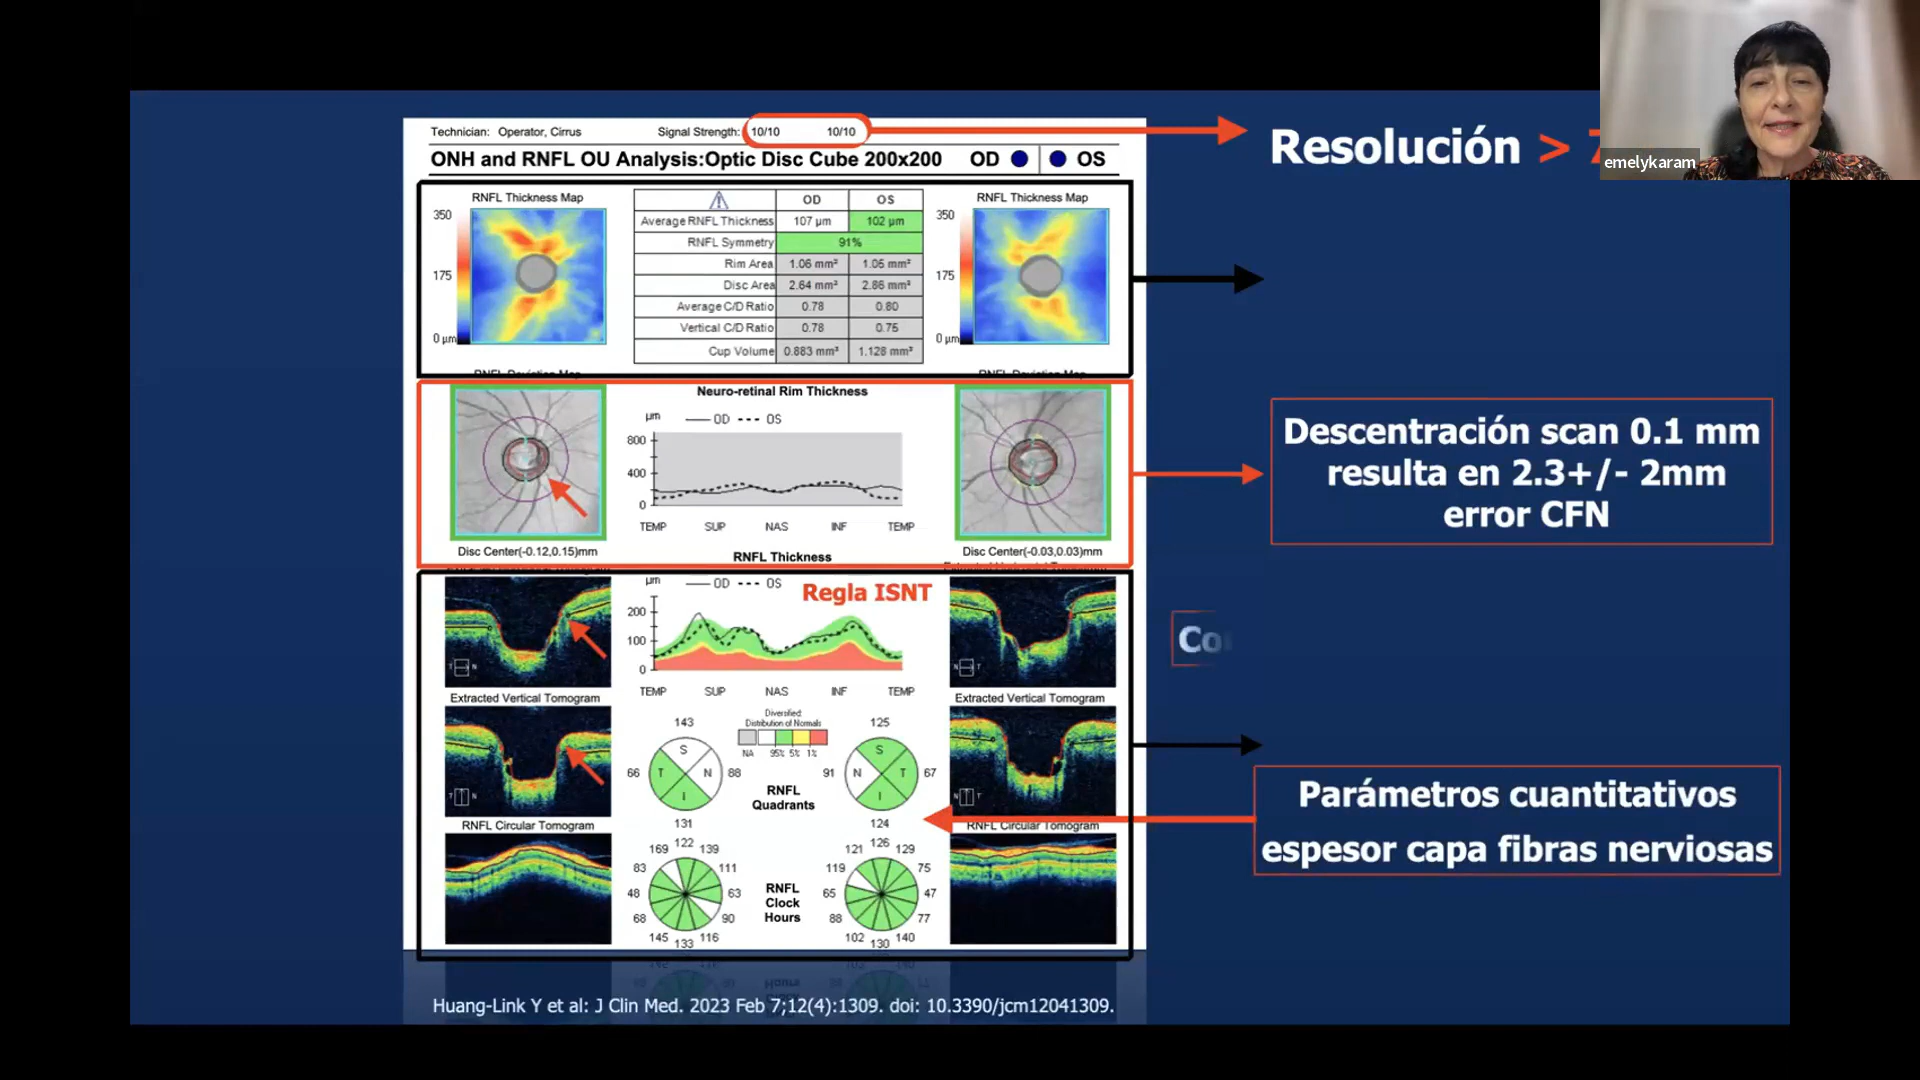 Technician: Operator, Cirrus Signal Strength: 10/10 10/10
ONH and RNFL OU Analysis:Optic Disc Cube 200x200 OD OS
Resolución >
emelykaram
RNFL Thickness Map
350
175
0 µm
OD OS
Average RNFL Thickness 107 µm 102 µm
RNFL Symmetry 91%
Rim Area 1.06 mm² 1.05 mm²
Disc Area 2.64 mm² 2.86 mm²
Average C/D Ratio 0.78 0.80
Vertical C/D Ratio 0.78 0.75
Cup Volume 0.883 mm³ 1.128 mm³
RNFL Thickness Map
350
175
0 µm
RNFL Deviation Map
RNFL Deviation Map
Disc Center(-0.12,0.15)mm
Neuro-retinal Rim Thickness
µm OD OS
800
400
0
TEMP SUP NAS INF TEMP
Disc Center(-0.03,0.03)mm
Descentración scan 0.1 mm
resulta en 2.3+/- 2mm
error CFN
RNFL Thickness
µm OD OS
Regla ISNT
200
100
0
TEMP SUP NAS INF TEMP
T N
N T
Extracted Vertical Tomogram
Extracted Vertical Tomogram
T N
N T
Diversified:
Distribution of Normals
NA 95% 5% 1%
143
66 S T N I 88
131
125
91 S N T I 67
124
RNFL
Quadrants
RNFL Circular Tomogram
RNFL Circular Tomogram
169 122 139
83 111
48 63
68 90
145 133 116
RNFL
Clock
Hours
121 126 129
119 75
65 47
88 77
102 130 140
Parámetros cuantitativos
espesor capa fibras nerviosas
Huang-Link Y et al: J Clin Med. 2023 Feb 7;12(4):1309. doi: 10.3390/jcm12041309.